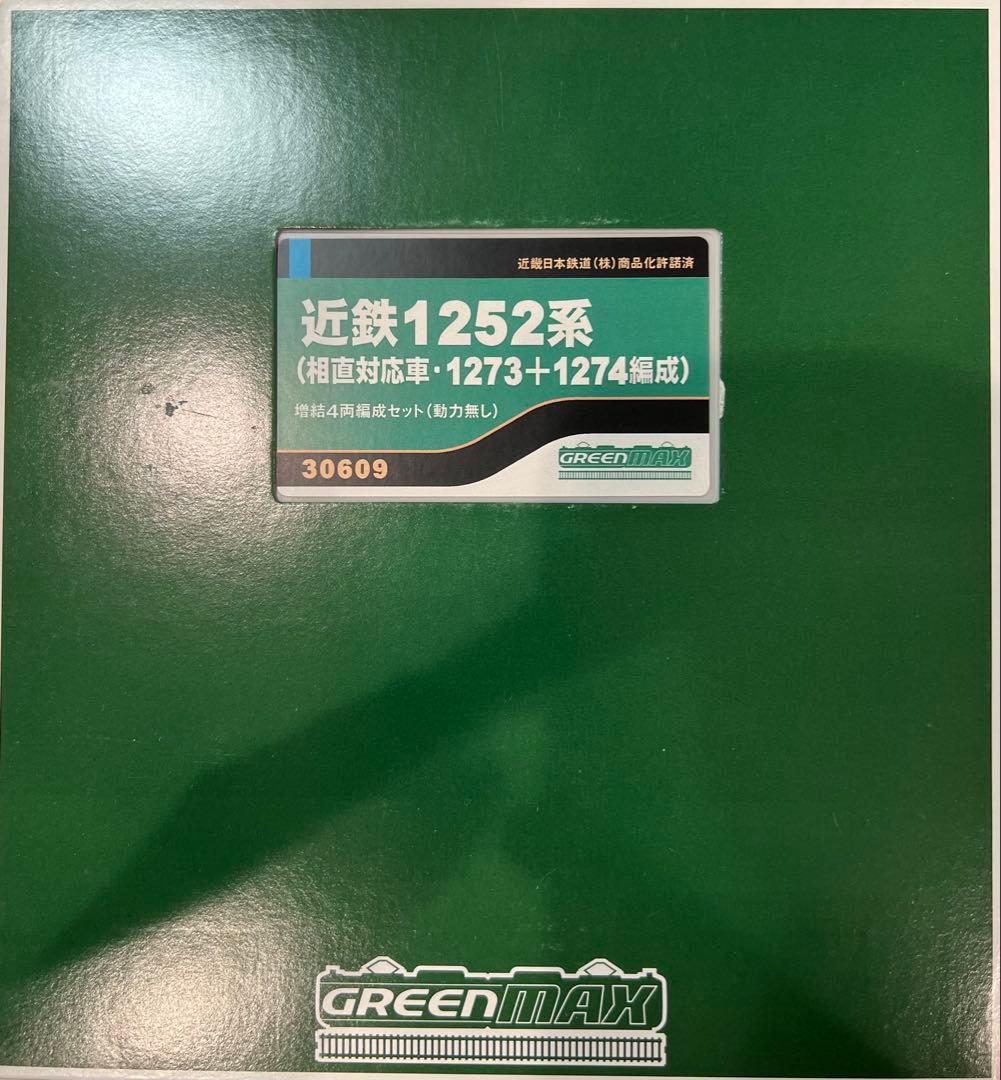 近畿日本鉄道(株)商品化許諾済
近鉄1252系
(相直対応車・1273+1274編成)
増結4両編成セット(動力無し)
30609
GREENMAX
GREENMAX